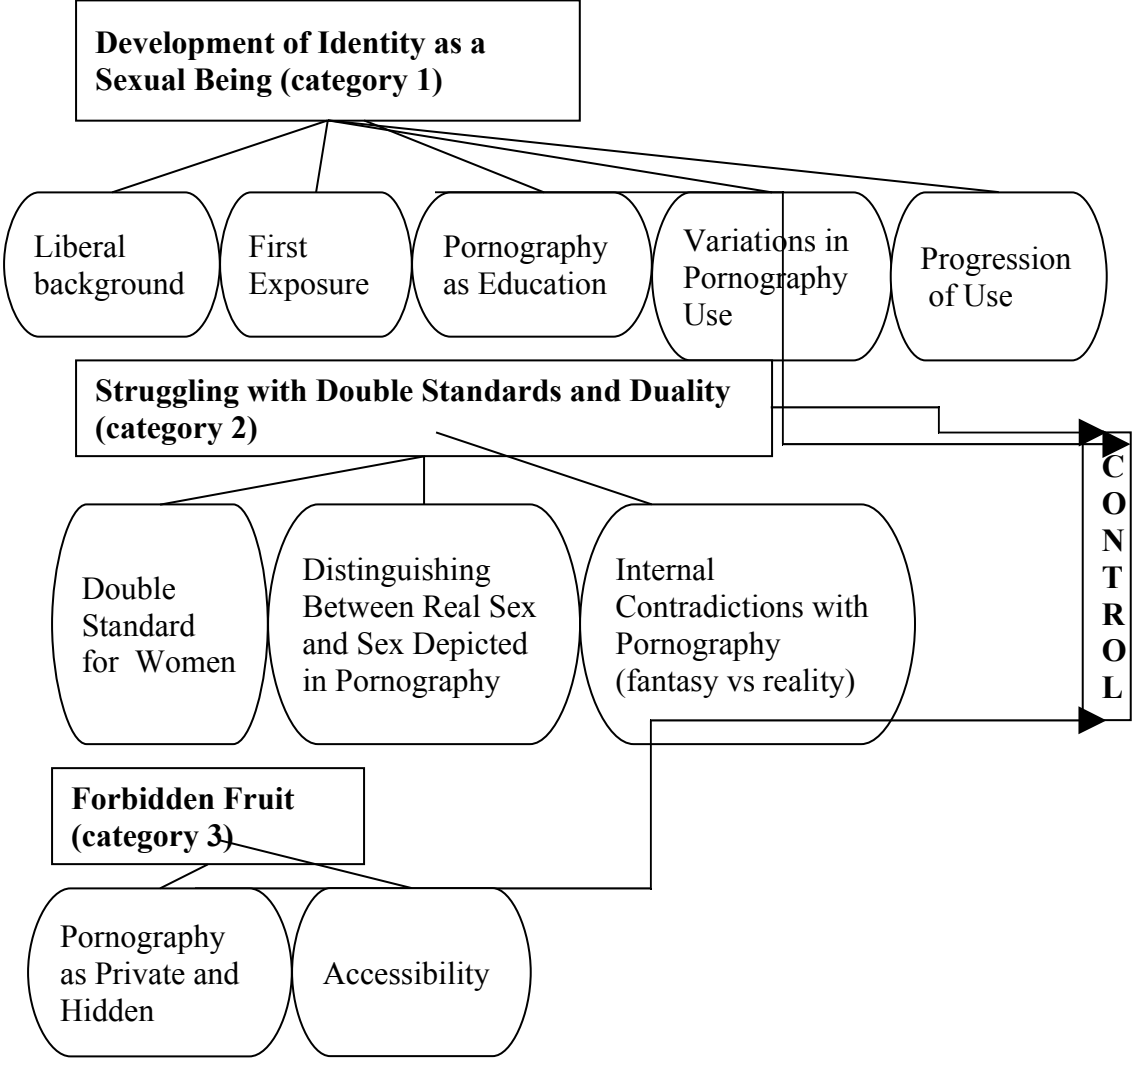 Development of Identity as a
Sexual Being (category 1)
Liberal
background
First
Exposure
Pornography
as Education
Variations in
Pornography
Use
Progression
of Use
Struggling with Double Standards and Duality
(category 2)
C
O
N
T
R
O
L
Double
Standard
for Women
Distinguishing
Between Real Sex
and Sex Depicted
in Pornography
Internal
Contradictions with
Pornography
(fantasy vs reality)
Forbidden Fruit
(category 3)
Pornography
as Private and
Hidden
Accessibility